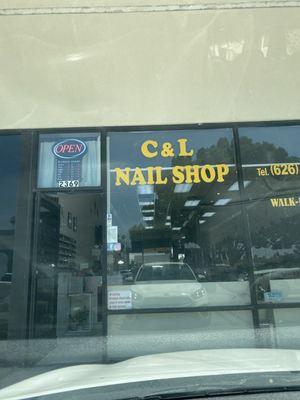 OPEN
2369
C & L
NAIL SHOP
Tel. (626)
WALK-